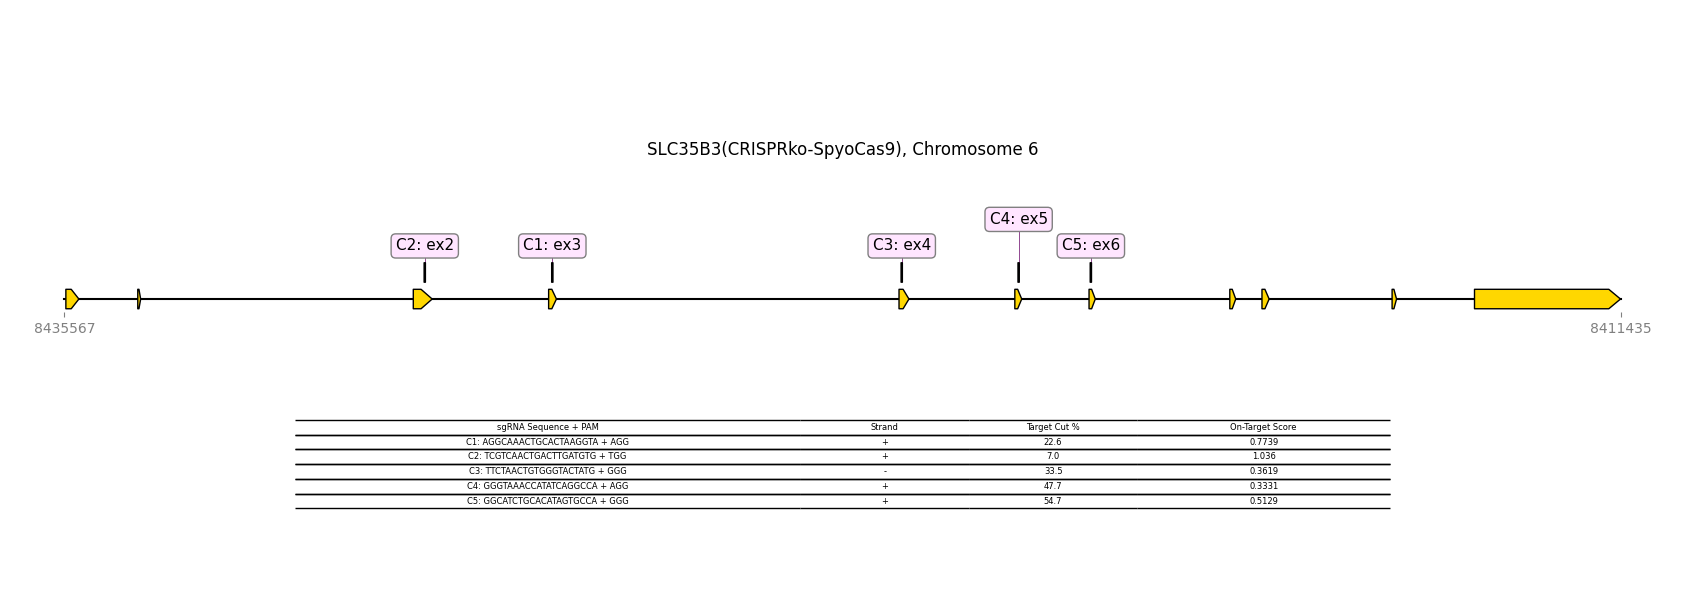 SLC35B3(CRISPRko-SpyoCas9), Chromosome 6
C4: ex5
C2: ex2 C1: ex3 C3: ex4 C5: ex6
8435567 8411435
sgRNA Sequence + PAM Strand Target Cut % On-Target Score
C1: AGGCAAACTGCACTAAGGTA + AGG + 22.6 0.7739
C2: TCGTCAACTGACTTGATGTG + TGG + 7.0 1.036
C3: TTCTAACTGTGGGTACTATG + GGG - 33.5 0.3619
C4: GGGTAAACCATATCAGGCCA + AGG + 47.7 0.3331
C5: GGCATCTGCACATAGTGCCA + GGG + 54.7 0.5129